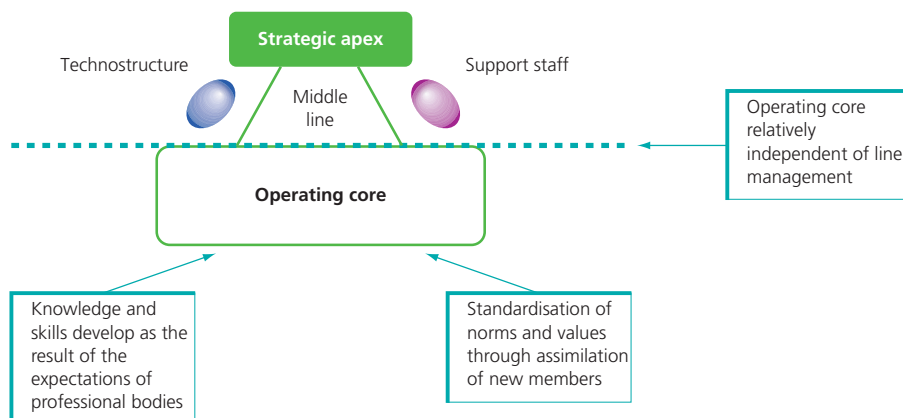 Strategic apex
Technostructure
Support staff
Middle
line
Operating core
relatively
independent of line
management
Operating core
Knowledge and
skills develop as the
result of the
expectations of
professional bodies
Standardisation of
norms and values
through assimilation
of new members